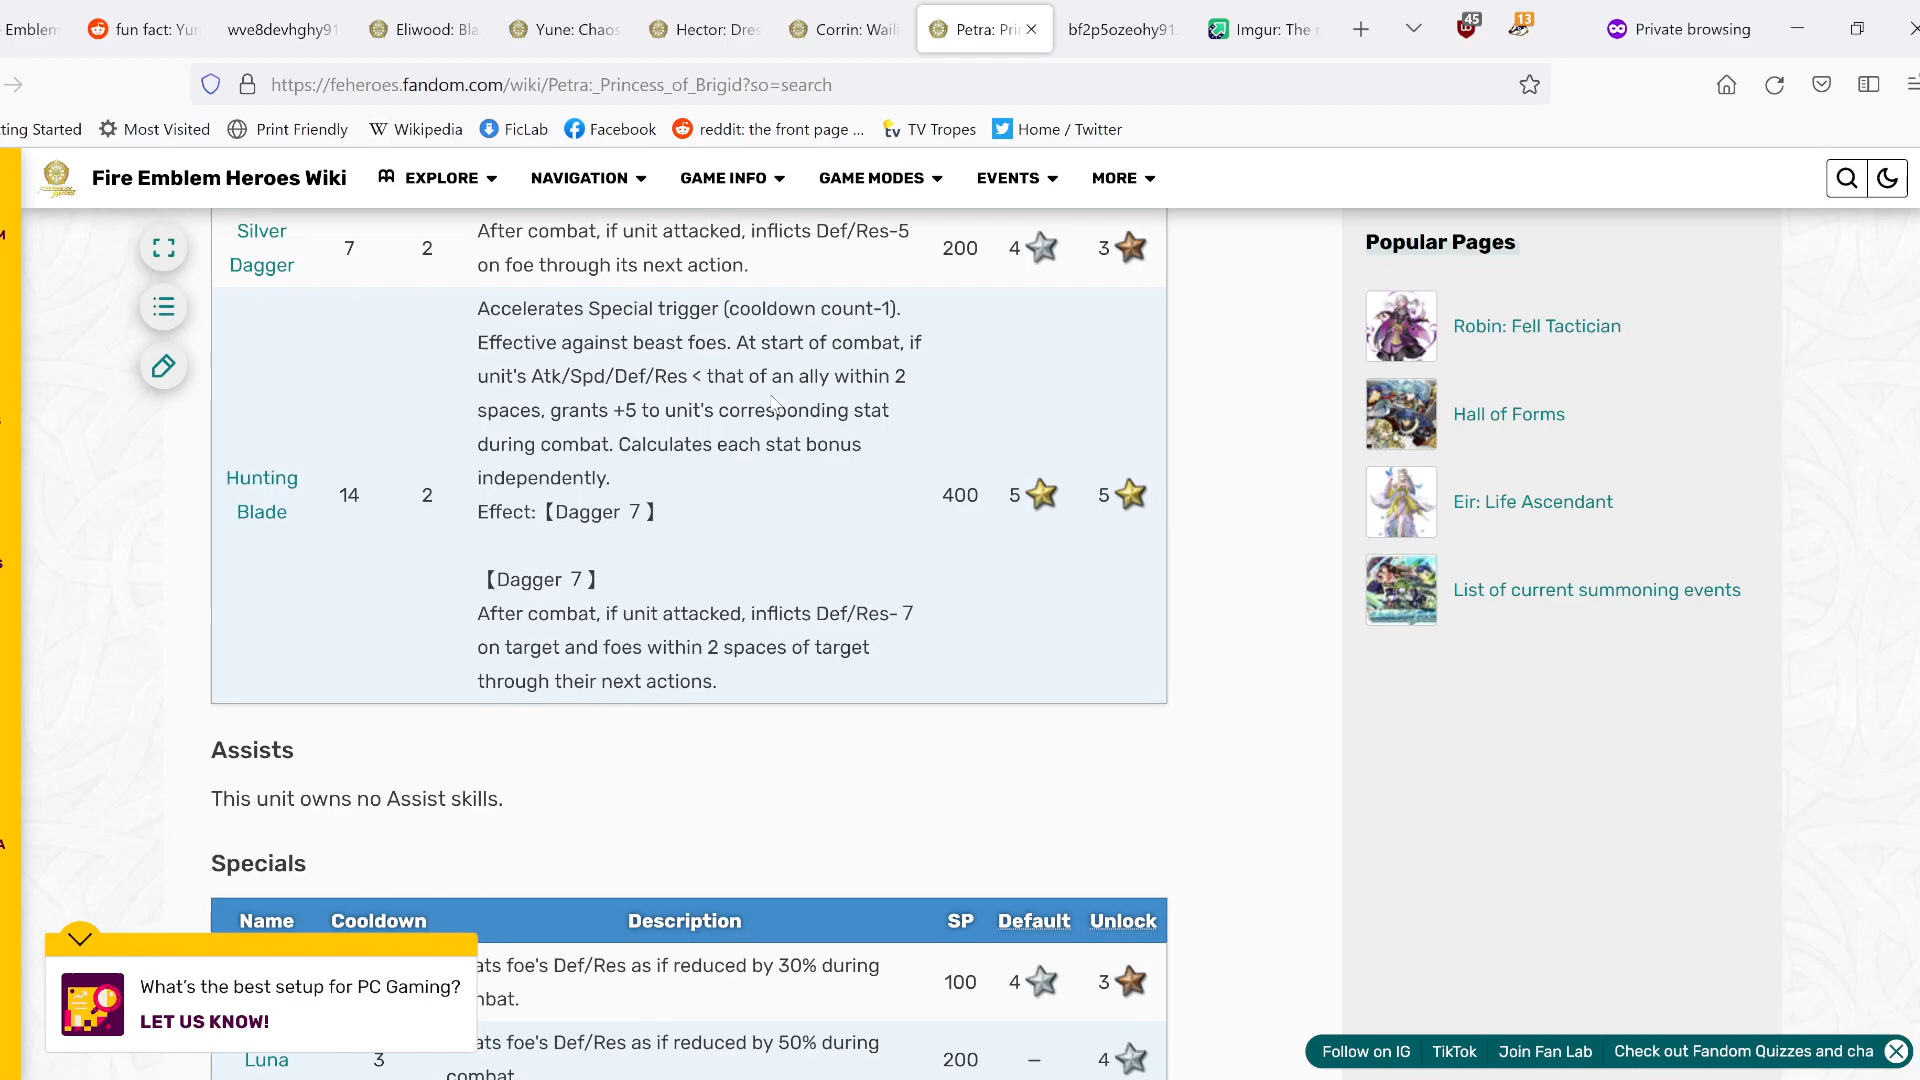 Emblem
fun fact: Yun
wve8devhghy91
Eliwood: Bla
Yune: Chaos
Hector: Dres
Corrin: Waili
Petra: Prin
bf2p5ozeohy91.
Imgur: The m
45
13
Private browsing
https://feheroes.fandom.com/wiki/Petra:_Princess_of_Brigid?so=search
ting Started
Most Visited
Print Friendly
Wikipedia
FicLab
Facebook
reddit: the front page ...
TV Tropes
Home / Twitter
Fire Emblem Heroes Wiki
EXPLORE
NAVIGATION
GAME INFO
GAME MODES
EVENTS
MORE
Silver
Dagger
7
2
After combat, if unit attacked, inflicts Def/Res-5
on foe through its next action.
200
4
3
Hunting
Blade
14
2
Accelerates Special trigger (cooldown count-1).
Effective against beast foes. At start of combat, if
unit's Atk/Spd/Def/Res < that of an ally within 2
spaces, grants +5 to unit's corresponding stat
during combat. Calculates each stat bonus
independently.
Effect:【Dagger 7】
【Dagger 7】
After combat, if unit attacked, inflicts Def/Res- 7
on target and foes within 2 spaces of target
through their next actions.
400
5
5
Assists
This unit owns no Assist skills.
Specials
Name
Cooldown
Description
SP
Default
Unlock
ats foe's Def/Res as if reduced by 30% during
nbat.
100
4
3
Luna
3
ats foe's Def/Res as if reduced by 50% during
combat.
200
–
4
What's the best setup for PC Gaming?
LET US KNOW!
Popular Pages
Robin: Fell Tactician
Hall of Forms
Eir: Life Ascendant
List of current summoning events
Follow on IG
TikTok
Join Fan Lab
Check out Fandom Quizzes and cha